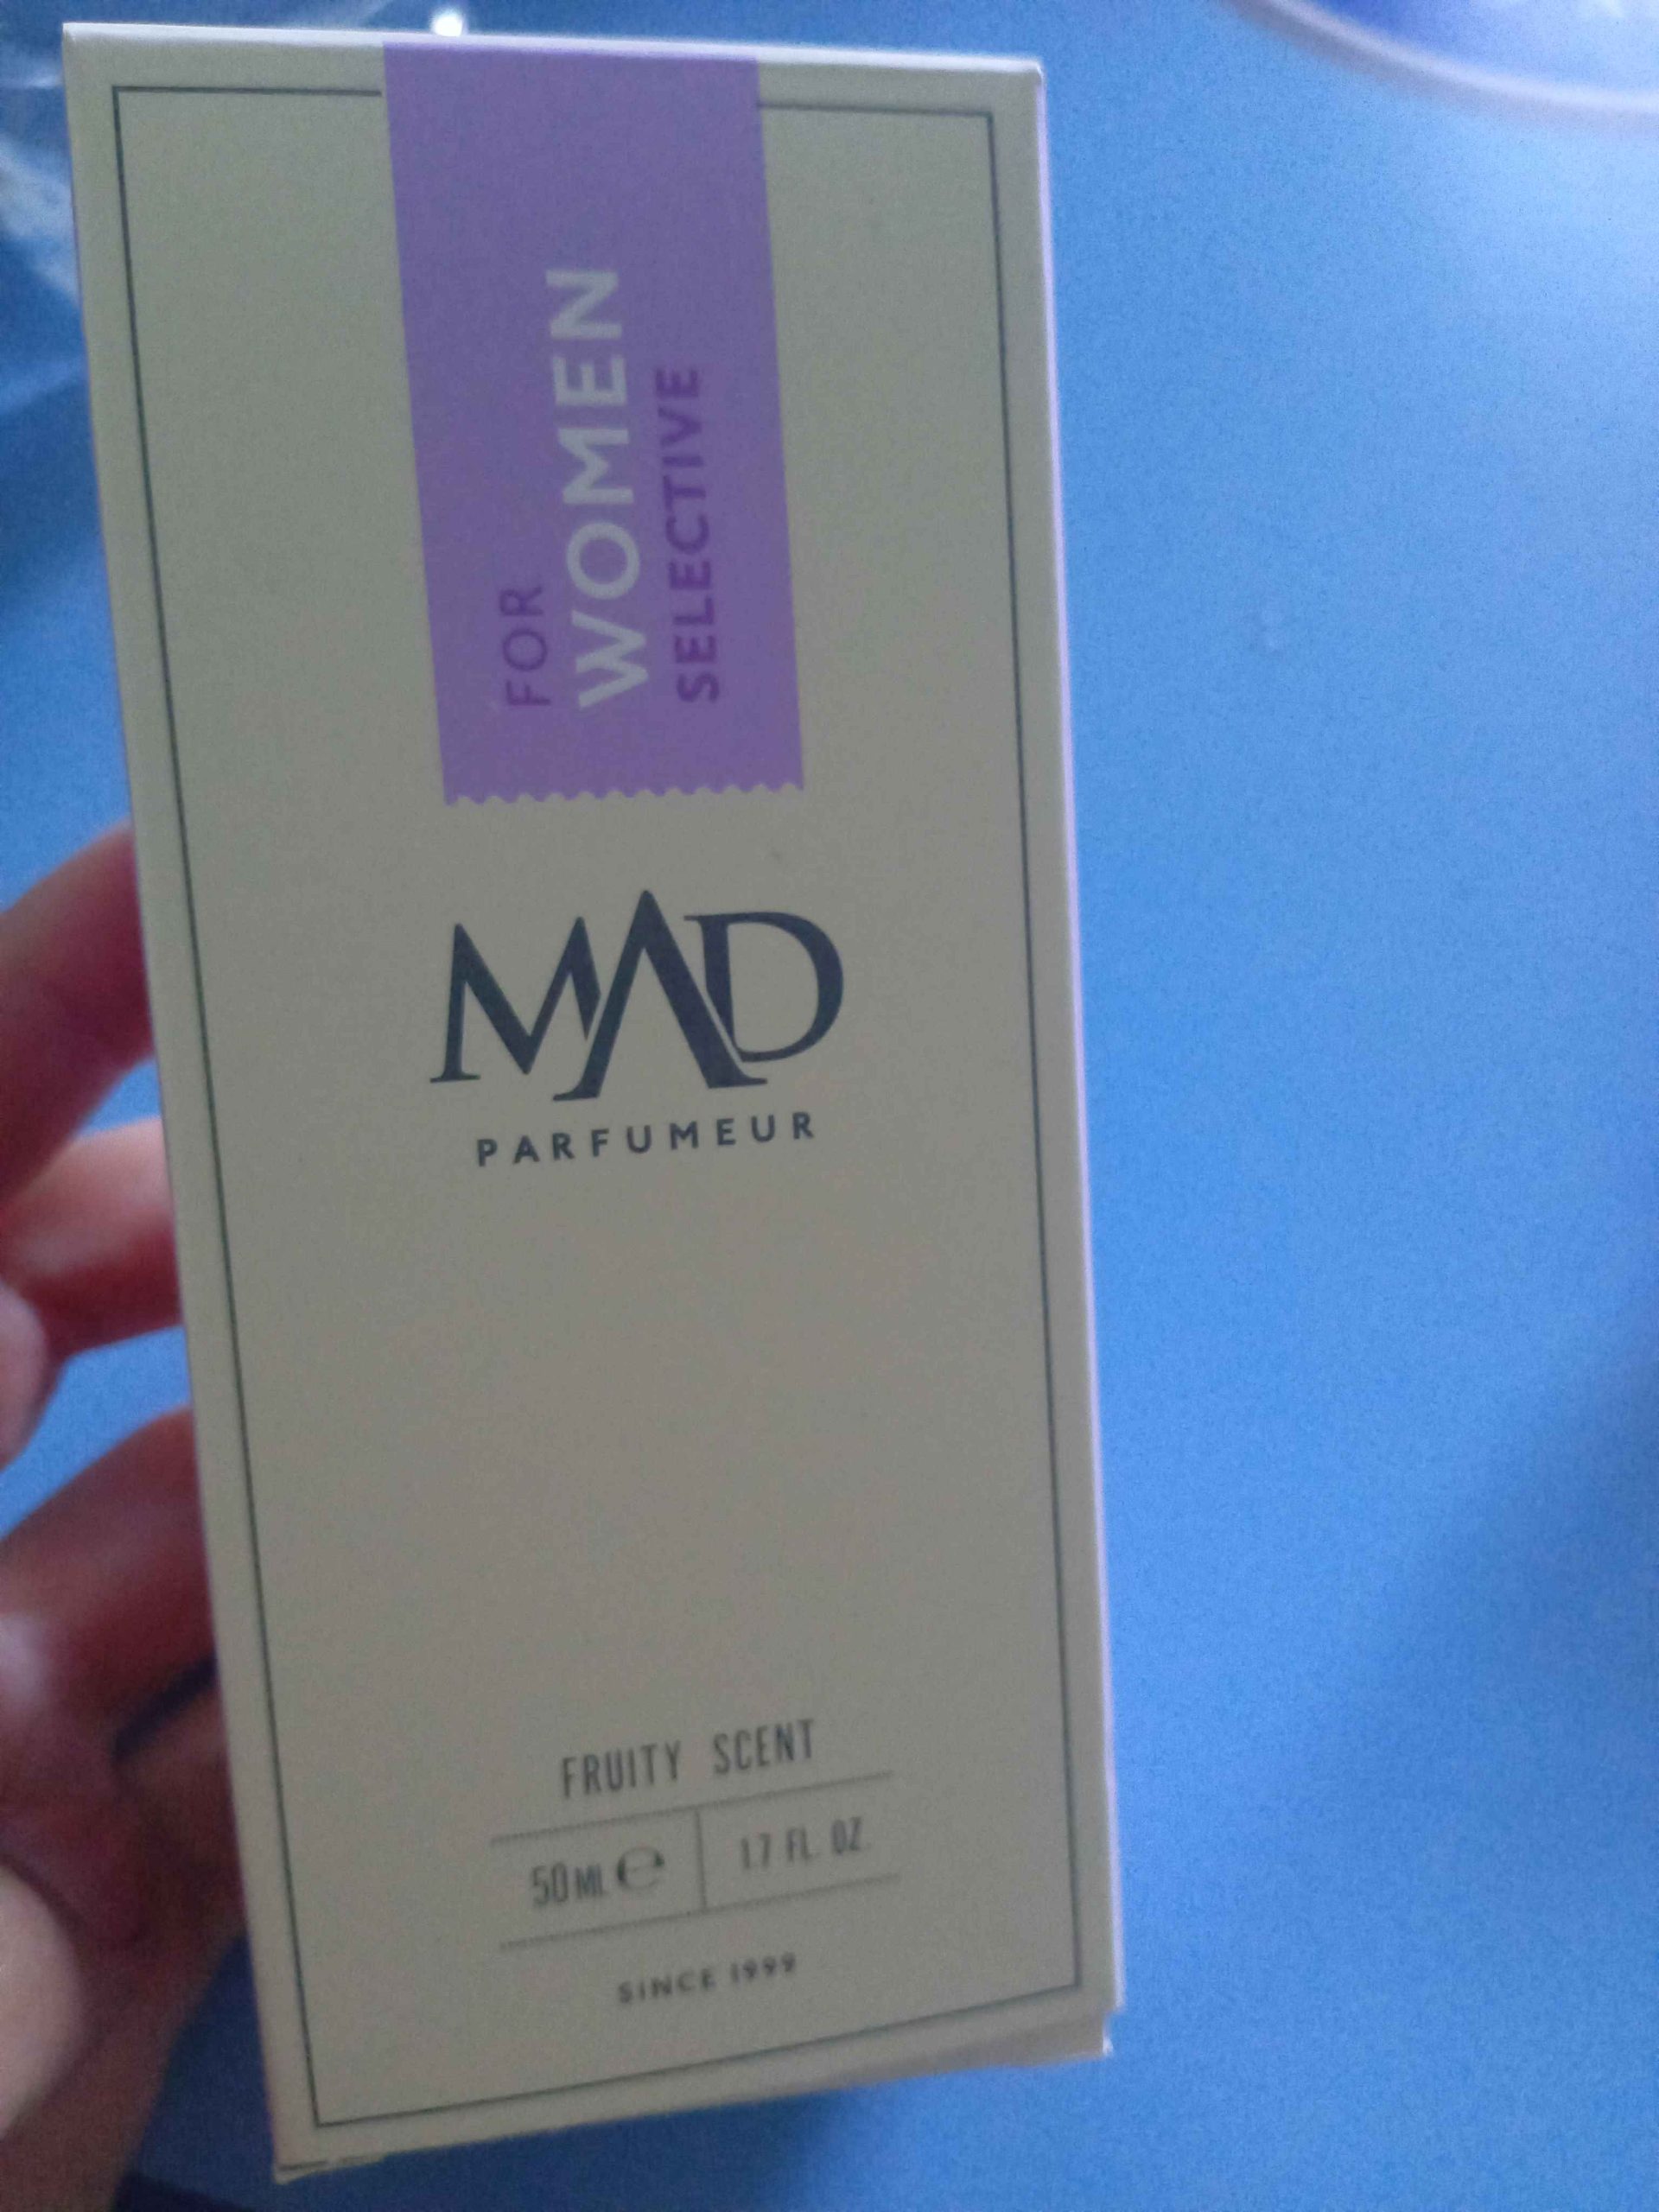 FOR
WOMEN
SELECTIVE
MAD
PARFUMEUR
FRUITY SCENT
50 ML ℮ 1.7 FL. OZ.
SINCE 1999